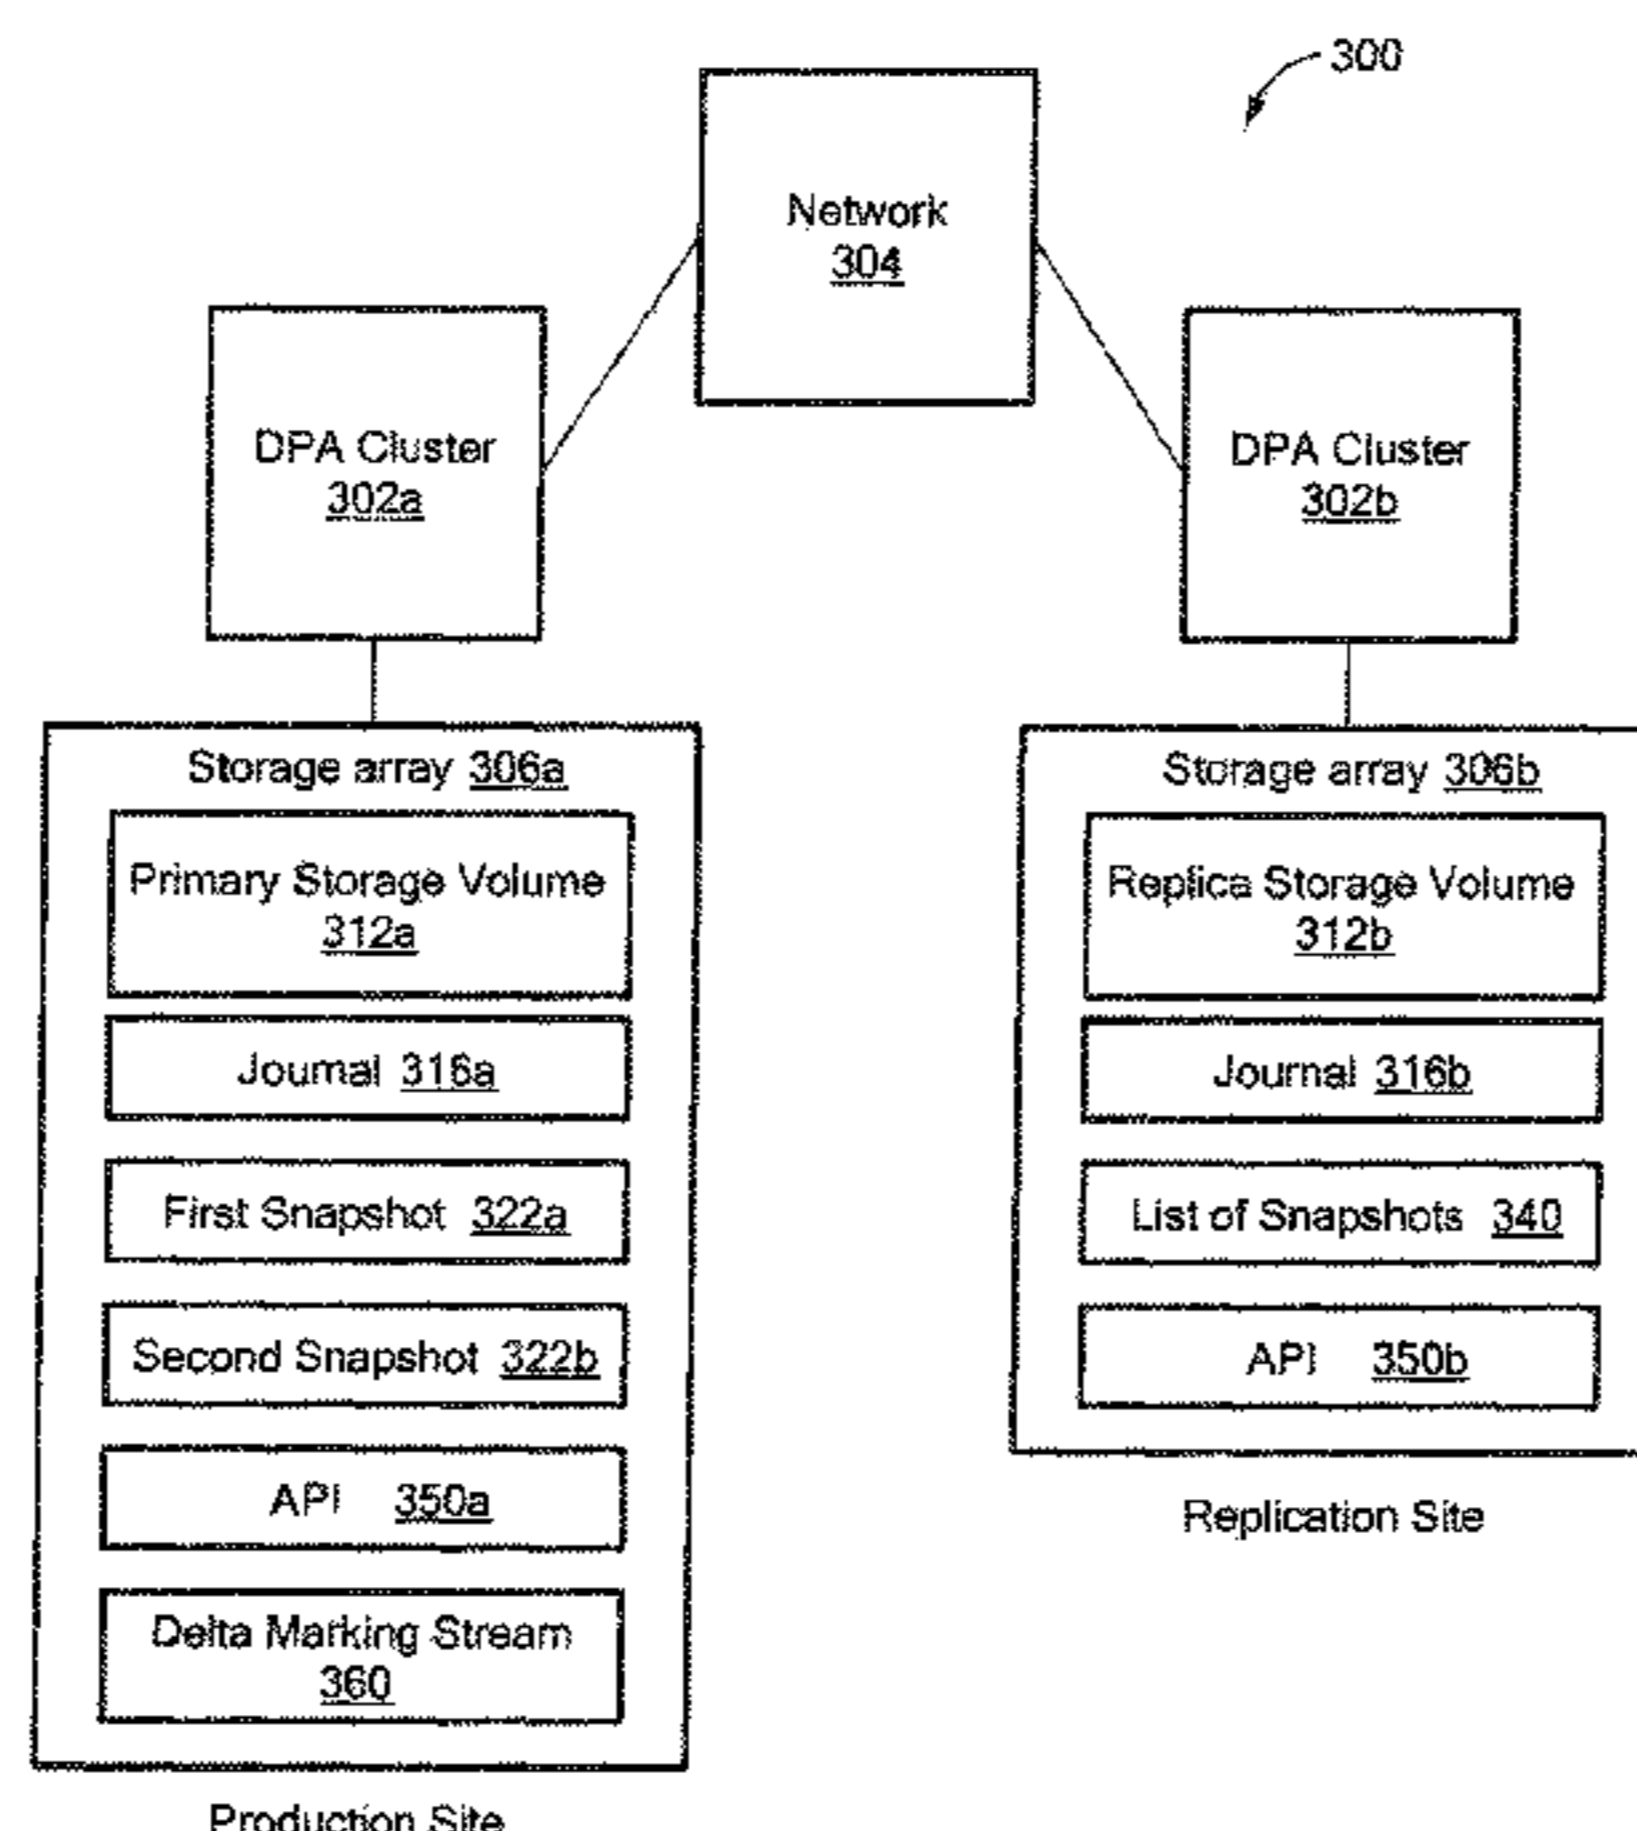 300
Network
304
DPA Cluster
302a
DPA Cluster
302b
Storage array 306a
Primary Storage Volume
312a
Journal 316a
First Snapshot 322a
Second Snapshot 322b
API 350a
Delta Marking Stream
360
Production Site
Storage array 306b
Replica Storage Volume
312b
Journal 316b
List of Snapshots 340
API 350b
Replication Site